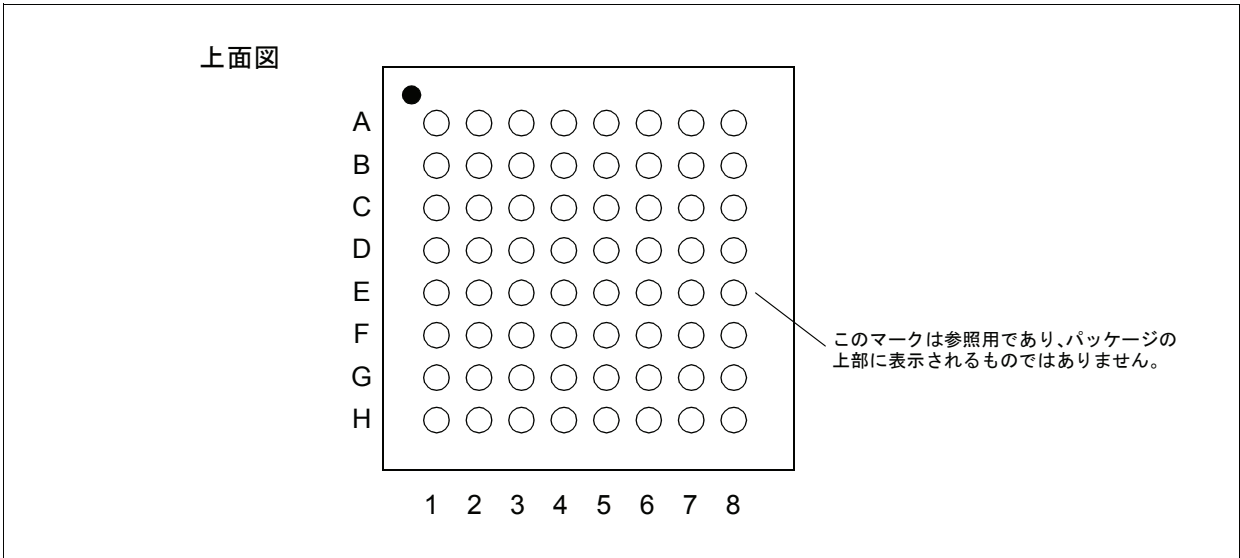 上面図
A
B
C
D
E
F
G
H
このマークは参照用であり、パッケージの
上部に表示されるものではありません。
1 2 3 4 5 6 7 8